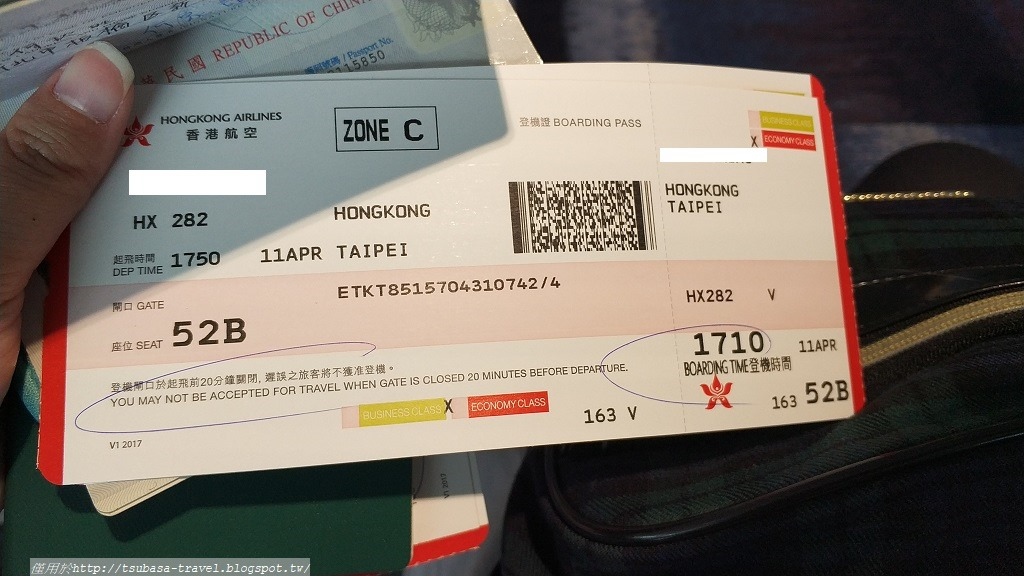 REPUBLIC OF CHINA
民國
/ Passport No.
15850
HONGKONG AIRLINES
香港航空
ZONE C
登機證 BOARDING PASS
BUSINESS CLASS
X ECONOMY CLASS
HX 282
HONGKONG
HONGKONG
TAIPEI
起飛時間
DEP TIME 1750
11APR TAIPEI
ETKT8515704310742/4
閘口 GATE
HX282 V
座位 SEAT 52B
1710 11APR
BOARDING TIME登機時間
登機閘口於起飛前20分鐘關閉, 遲誤之旅客將不獲准登機。
YOU MAY NOT BE ACCEPTED FOR TRAVEL WHEN GATE IS CLOSED 20 MINUTES BEFORE DEPARTURE.
BUSINESS CLASS X ECONOMY CLASS
163 V
163 52B
V1 2017
僅用於http://tsubasa-travel.blogspot.tw/